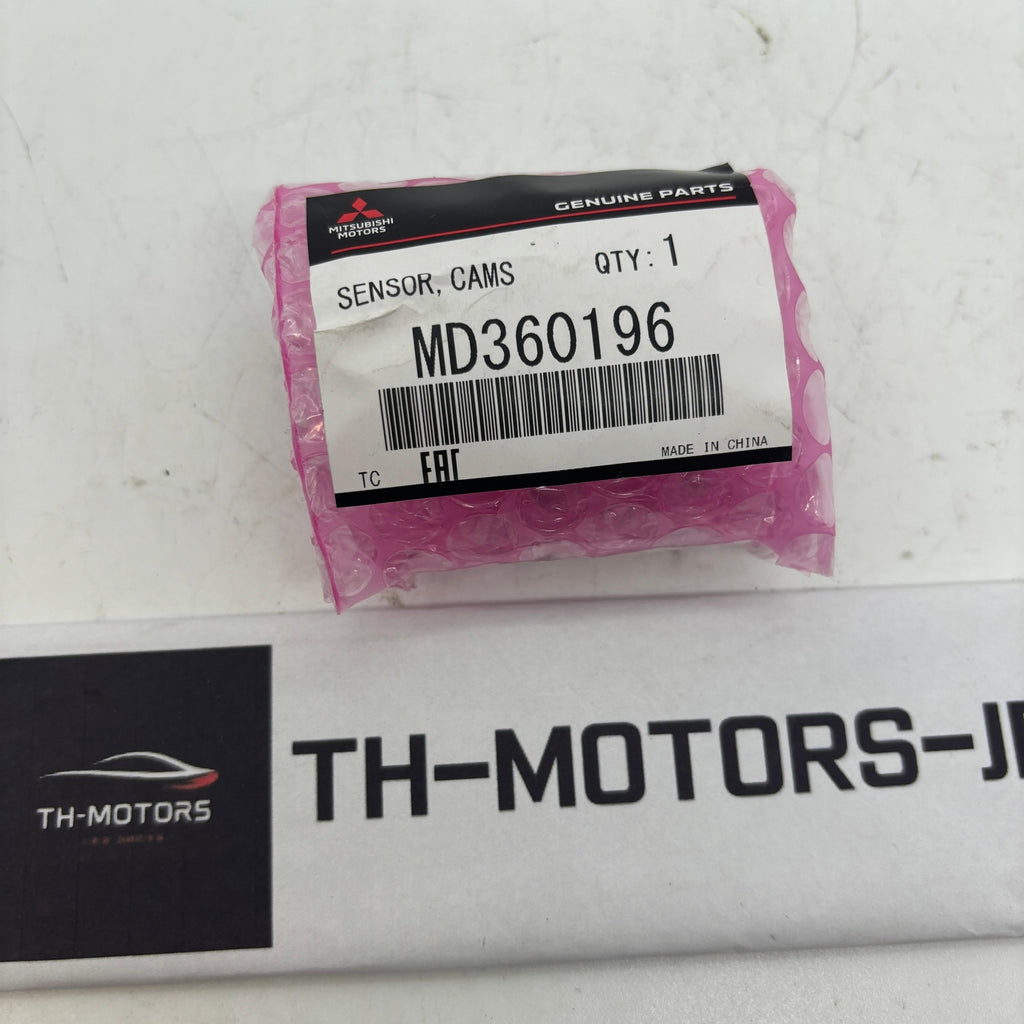 MITSUBISHI
MOTORS
GENUINE PARTS
SENSOR, CAMS
QTY: 1
MD360196
TC
EAC
MADE IN CHINA
TH-MOTORS
TH-MOTORS-